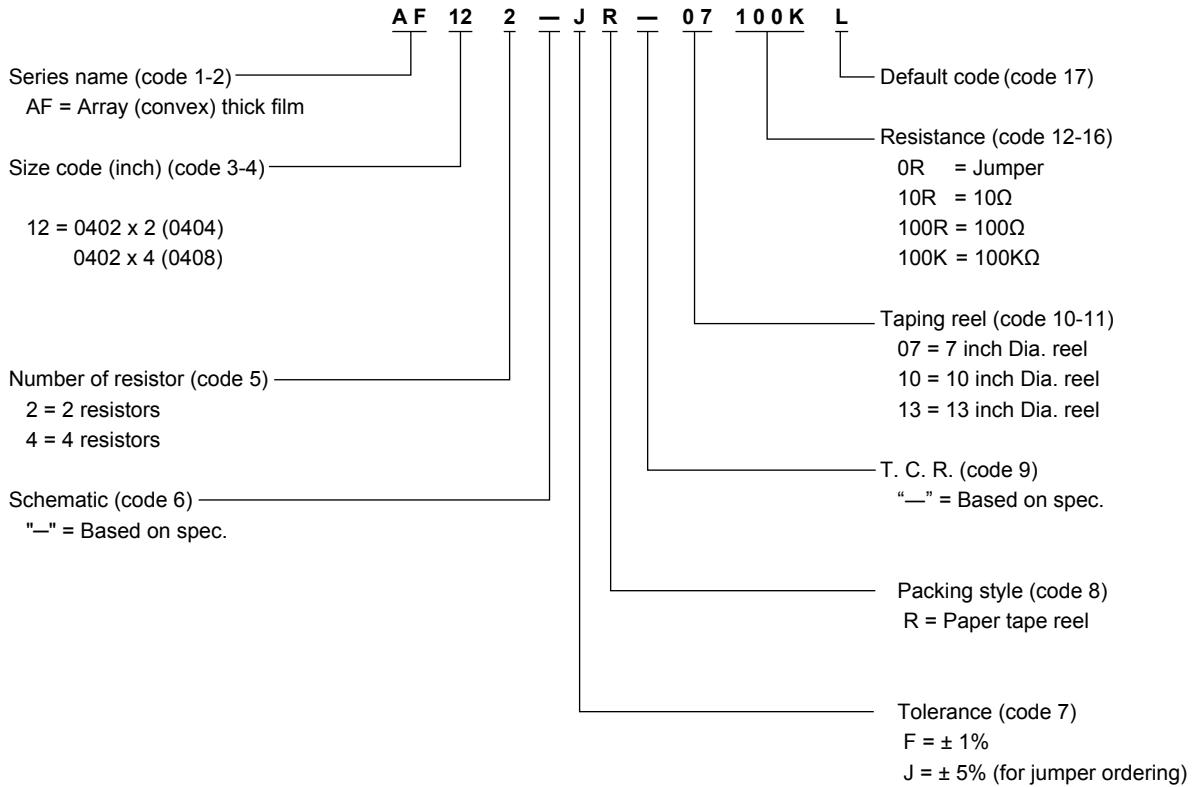 A F 12 2 — J R — 0 7 1 0 0 K L
Series name (code 1-2)
AF = Array (convex) thick film
Size code (inch) (code 3-4)
12 = 0402 x 2 (0404)
0402 x 4 (0408)
Number of resistor (code 5)
2 = 2 resistors
4 = 4 resistors
Schematic (code 6)
"—" = Based on spec.
Default code (code 17)
Resistance (code 12-16)
0R = Jumper
10R = 10Ω
100R = 100Ω
100K = 100KΩ
Taping reel (code 10-11)
07 = 7 inch Dia. reel
10 = 10 inch Dia. reel
13 = 13 inch Dia. reel
T. C. R. (code 9)
“—” = Based on spec.
Packing style (code 8)
R = Paper tape reel
Tolerance (code 7)
F = ± 1%
J = ± 5% (for jumper ordering)